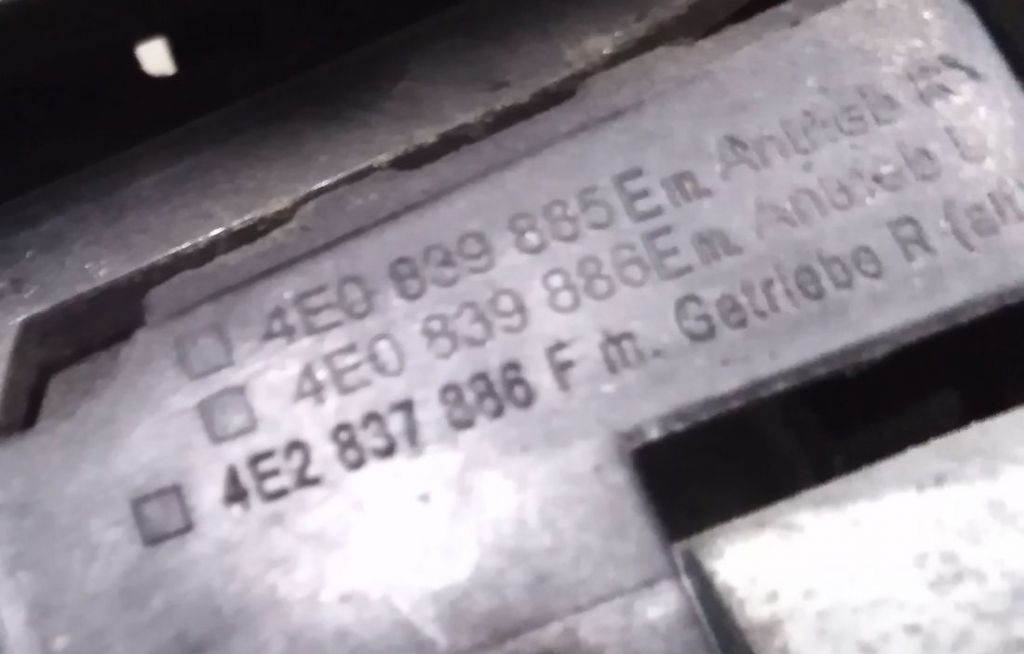 4E0 839 885E m. Antrieb R
4E0 839 886E m. Antrieb L
4E2 837 886 F m. Getriebe R